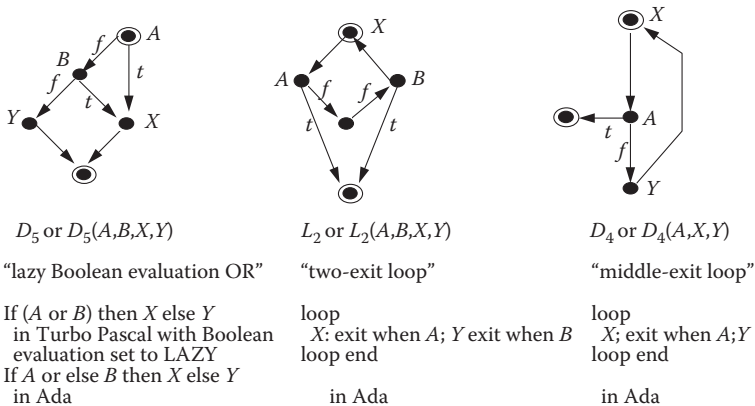 A
B
f
f
t
t
Y
X
X
A
B
f
f
t
t
X
A
t
f
Y
D5 or D5(A,B,X,Y)
L2 or L2(A,B,X,Y)
D4 or D4(A,X,Y)
“lazy Boolean evaluation OR”
“two-exit loop”
“middle-exit loop”
If (A or B) then X else Y
in Turbo Pascal with Boolean
evaluation set to LAZY
If A or else B then X else Y
in Ada
loop
X: exit when A; Y exit when B
loop end
in Ada
loop
X; exit when A;Y
loop end
in Ada